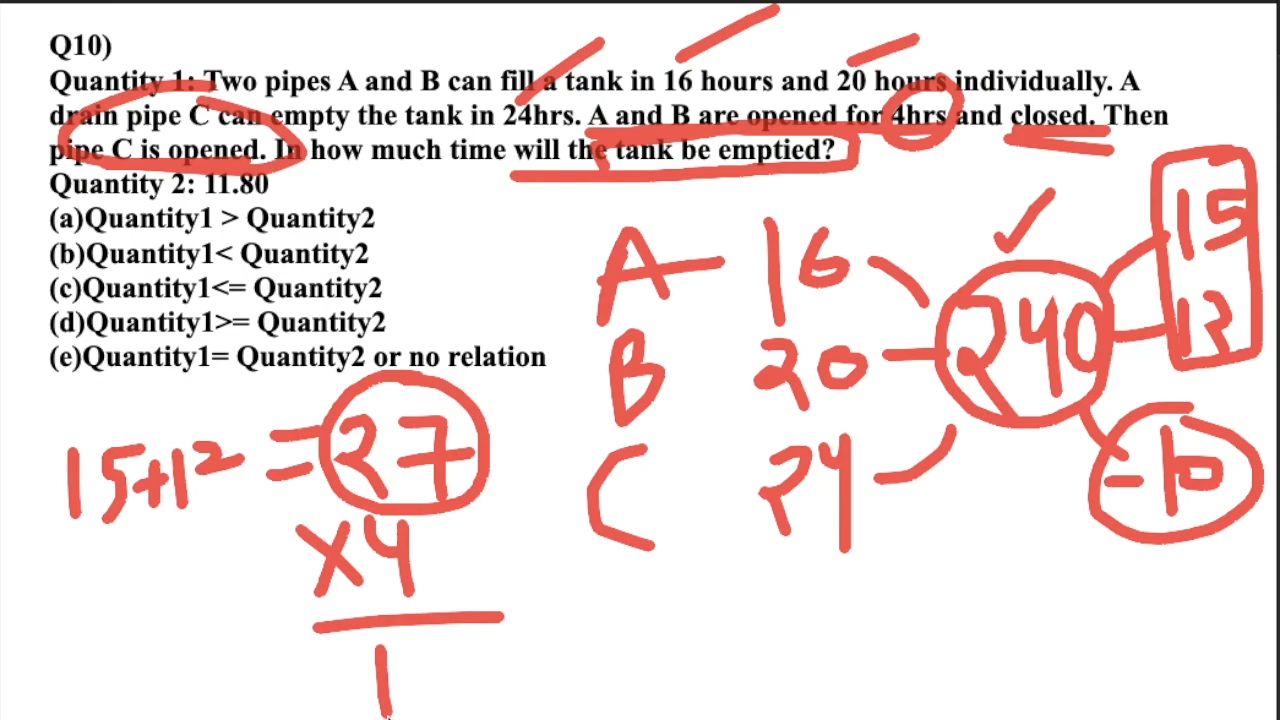 Q10)
Quantity 1: Two pipes A and B can fill a tank in 16 hours and 20 hours individually. A
drain pipe C can empty the tank in 24hrs. A and B are opened for 4hrs and closed. Then
pipe C is opened. In how much time will the tank be emptied?
Quantity 2: 11.80
(a)Quantity1 > Quantity2
(b)Quantity1< Quantity2
(c)Quantity1<= Quantity2
(d)Quantity1>= Quantity2
(e)Quantity1= Quantity2 or no relation
A 16 15
B 20 240 12
C 24 -10
15+12 = 27
x4
1